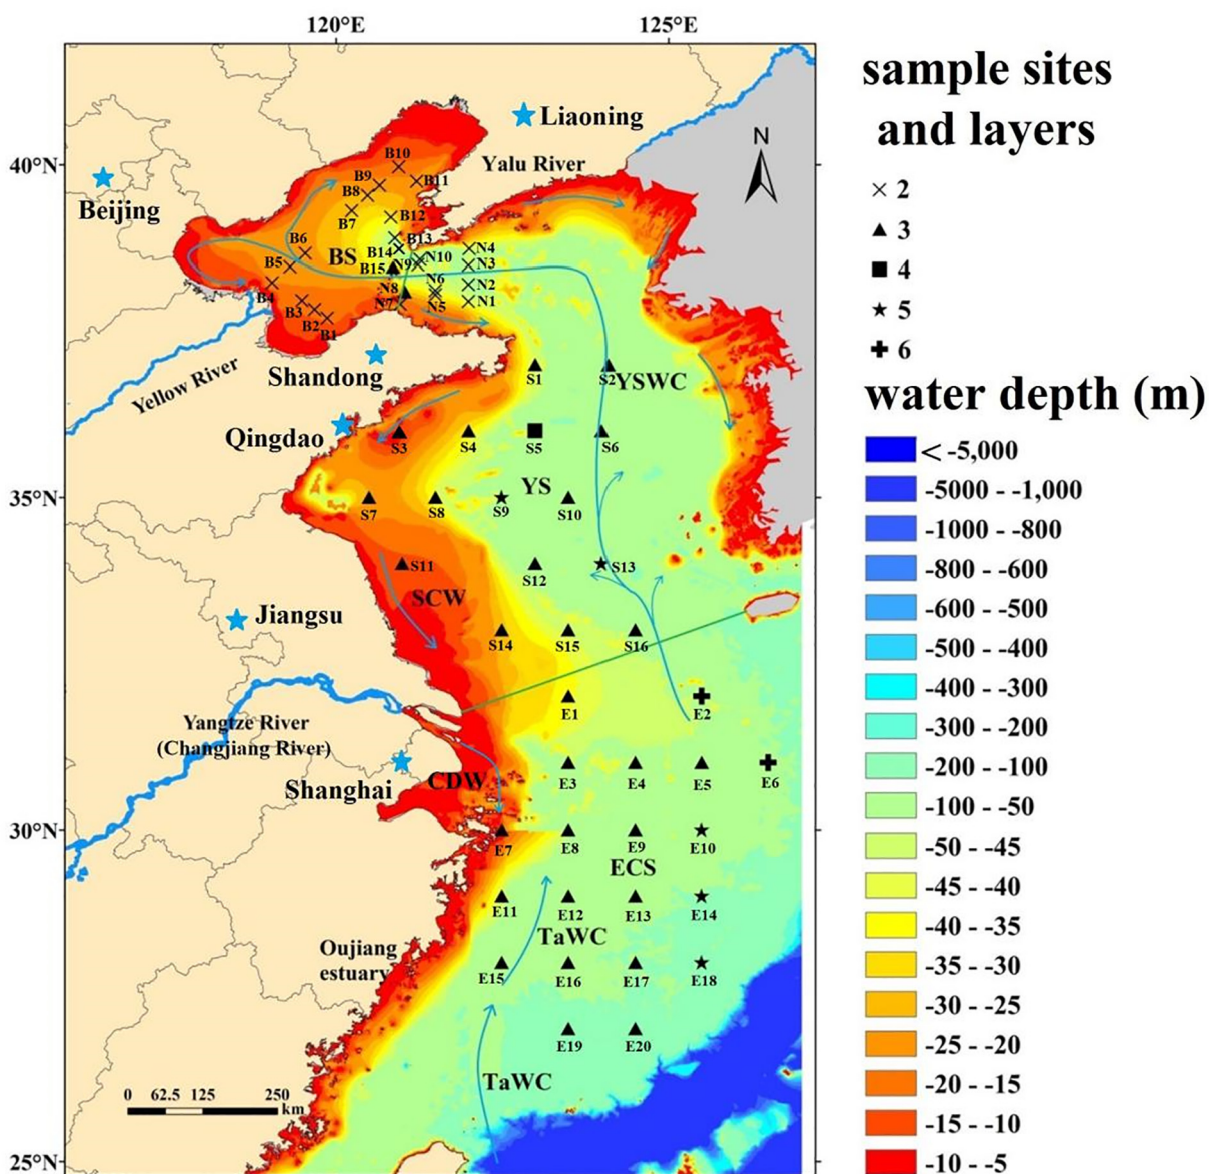 120°E
125°E
40°N
35°N
30°N
25°N
Liaoning
Yalu River
N
Beijing
B10
B9
B11
B8
B7
B12
B6
B13
BS
B14
N10
N4
B5
B15
N9
N3
B4
N8
N6
N2
B3
N7
N5
N1
B2
B1
Shandong
Yellow River
S1
S2
YSWC
Qingdao
S3
S4
S5
S6
YS
S7
S8
S9
S10
S11
S12
S13
SCW
Jiangsu
S14
S15
S16
Yangtze River
(Changjiang River)
E1
E2
Shanghai
CDW
E3
E4
E5
E6
E7
E8
E9
E10
ECS
E11
E12
E13
E14
TaWC
Oujiang
estuary
E15
E16
E17
E18
E19
E20
TaWC
0 62.5 125 250
km
sample sites
and layers
2
3
4
5
6
water depth (m)
< -5,000
-5000 - -1,000
-1000 - -800
-800 - -600
-600 - -500
-500 - -400
-400 - -300
-300 - -200
-200 - -100
-100 - -50
-50 - -45
-45 - -40
-40 - -35
-35 - -30
-30 - -25
-25 - -20
-20 - -15
-15 - -10
-10 - -5